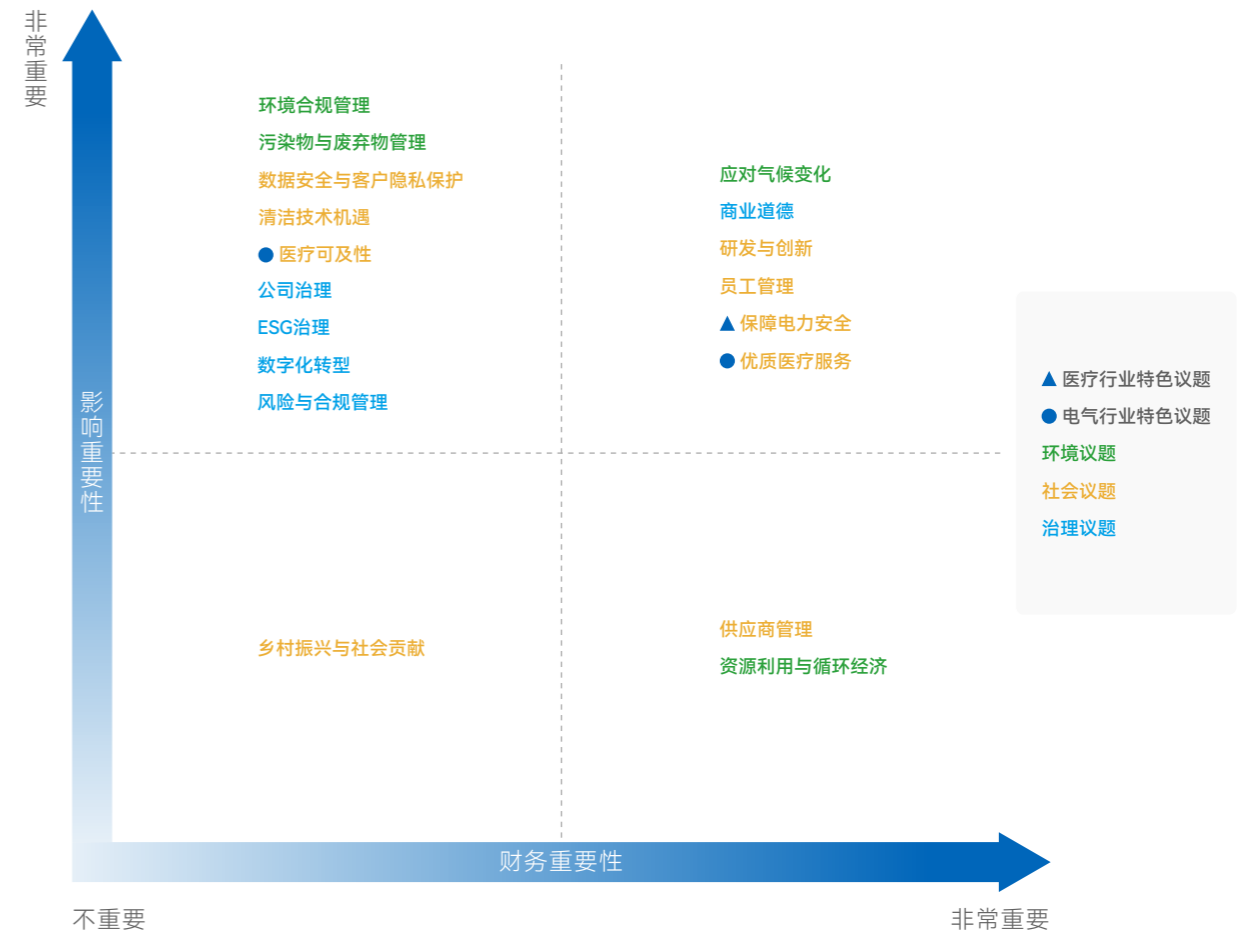 非常重要
环境合规管理
污染物与废弃物管理
数据安全与客户隐私保护
清洁技术机遇
● 医疗可及性
公司治理
ESG治理
数字化转型
风险与合规管理
应对气候变化
商业道德
研发与创新
员工管理
▲ 保障电力安全
● 优质医疗服务
影响重要性
乡村振兴与社会贡献
供应商管理
资源利用与循环经济
▲ 医疗行业特色议题
● 电气行业特色议题
环境议题
社会议题
治理议题
财务重要性
不重要
非常重要